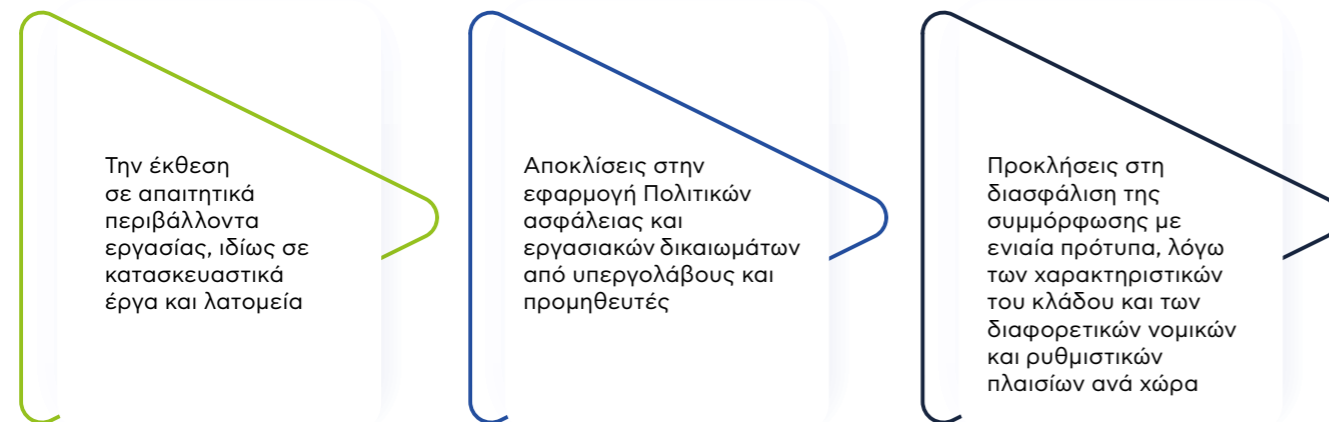 Την έκθεση
σε απαιτητικά
περιβάλλοντα
εργασίας, ιδίως σε
κατασκευαστικά
έργα και λατομεία
Αποκλίσεις στην
εφαρμογή Πολιτικών
ασφάλειας και
εργασιακών δικαιωμάτων
από υπεργολάβους και
προμηθευτές
Προκλήσεις στη
διασφάλιση της
συμμόρφωσης με
ενιαία πρότυπα, λόγω
των χαρακτηριστικών
του κλάδου και των
διαφορετικών νομικών
και ρυθμιστικών
πλαισίων ανά χώρα